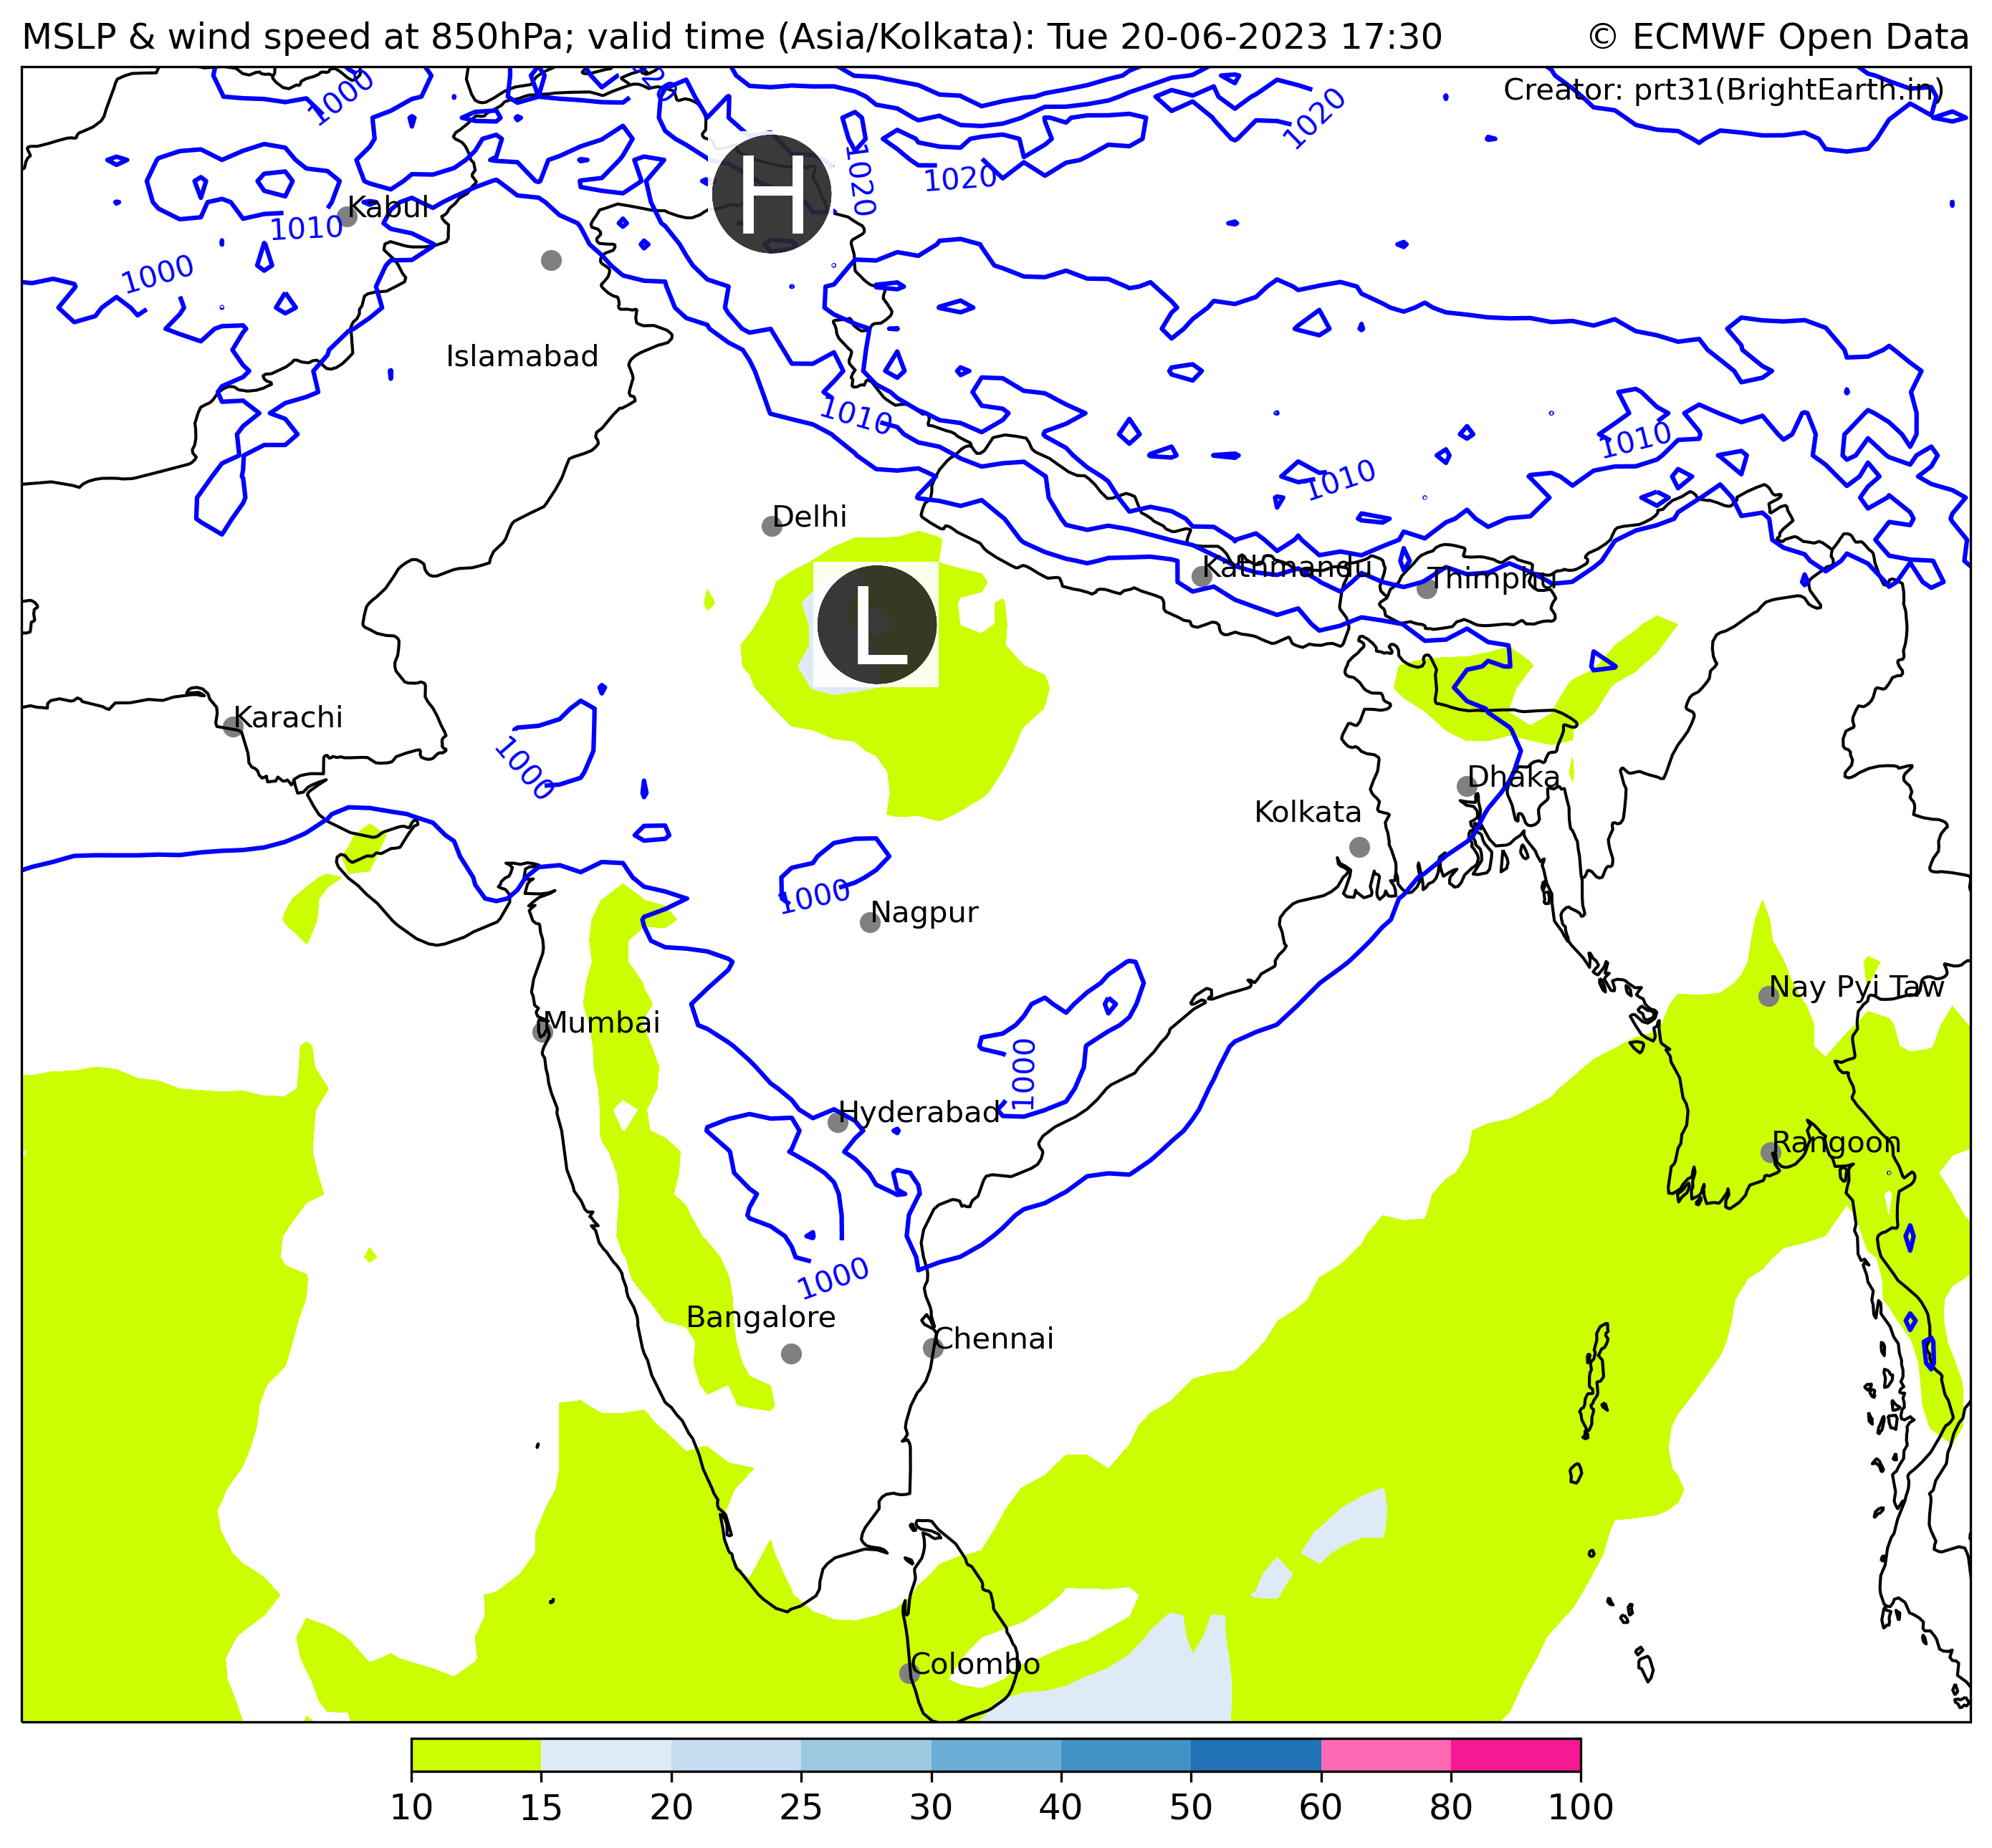 MSLP & wind speed at 850hPa; valid time (Asia/Kolkata): Tue 20-06-2023 17:30
© ECMWF Open Data
Creator: prt31(BrightEarth.in)
1000
1020
1020
1020
H
Kabul
1010
1000
Islamabad
1010
1010
1010
Delhi
Kathmandu
Thimphu
L
Karachi
1000
Dhaka
Kolkata
1000
Nagpur
Nay Pyi Taw
Mumbai
1000
Hyderabad
Rangoon
1000
Bangalore
Chennai
Colombo
10 15 20 25 30 40 50 60 80 100